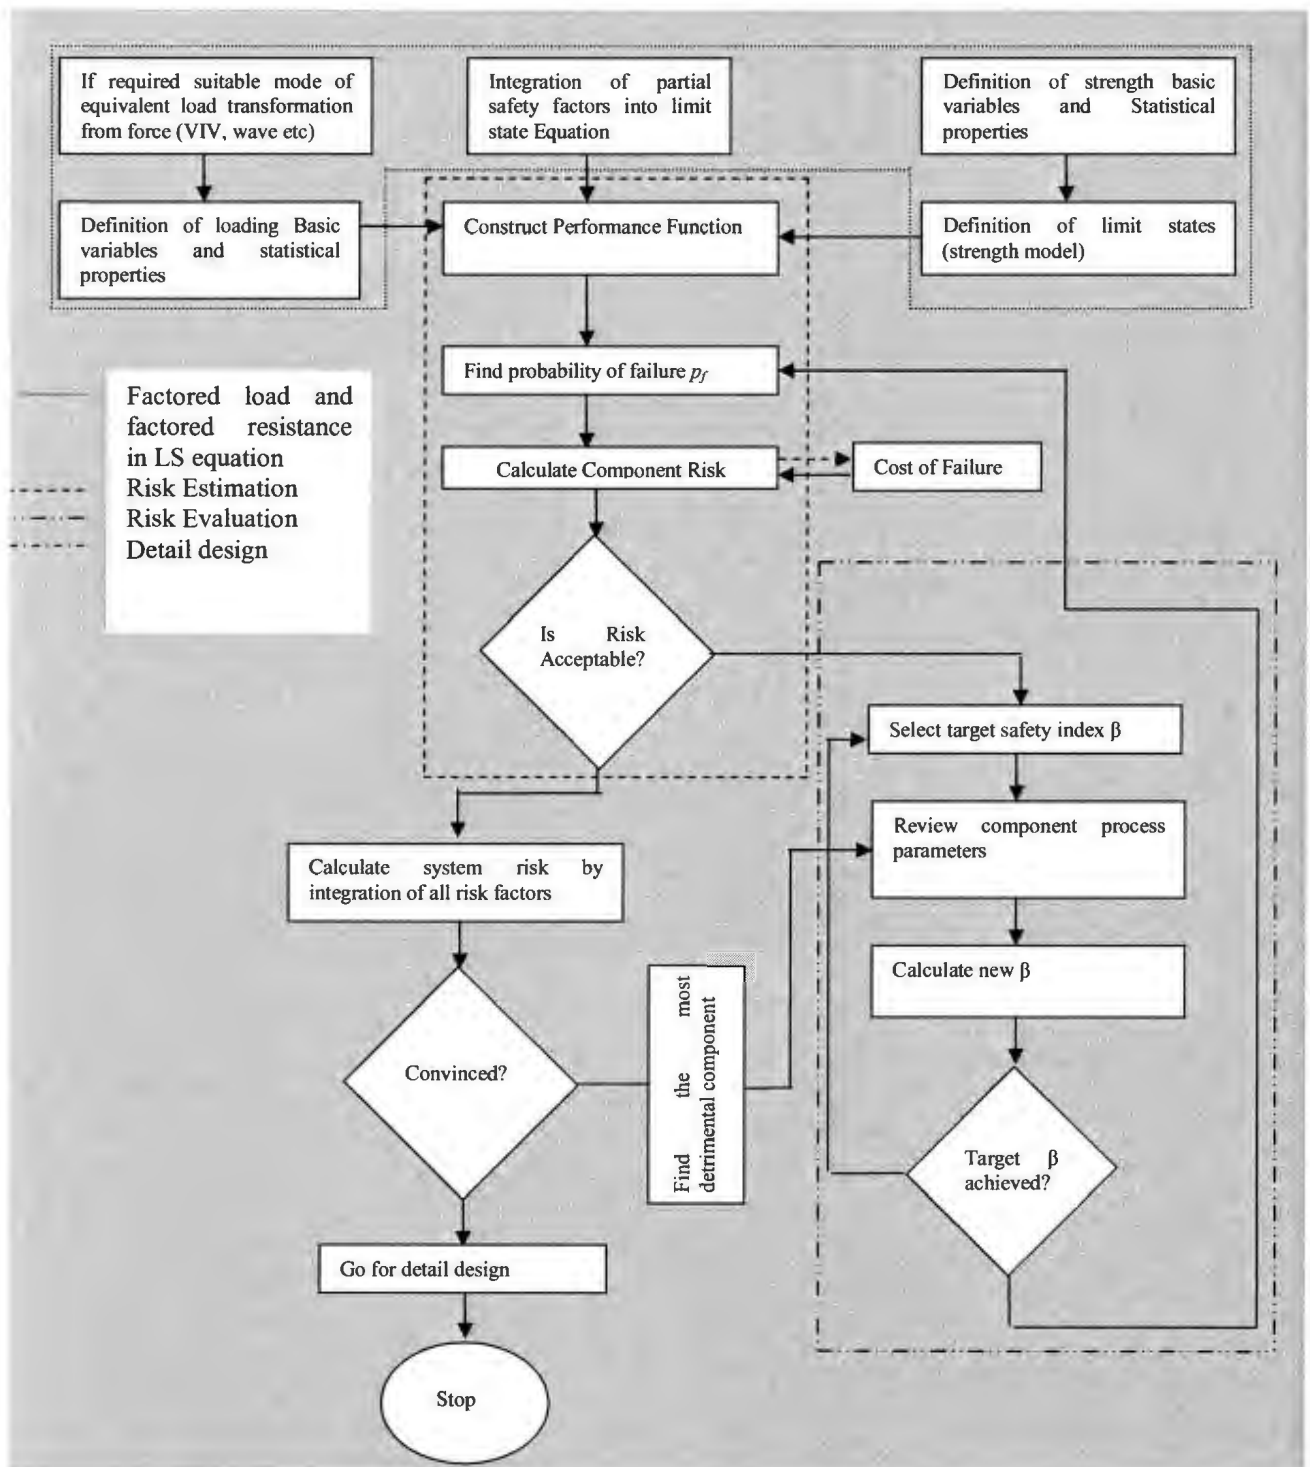 If required suitable mode of
equivalent load transformation
from force (VIV, wave etc)
Integration of partial
safety factors into limit
state Equation
Definition of strength basic
variables and Statistical
properties
Definition of loading Basic
variables and statistical
properties
Construct Performance Function
Definition of limit states
(strength model)
Find probability of failure pf
Factored load and
factored resistance
in LS equation
Risk Estimation
Risk Evaluation
Detail design
Calculate Component Risk
Cost of Failure
Is Risk
Acceptable?
Select target safety index β
Review component process
parameters
Calculate system risk by
integration of all risk factors
Calculate new β
Find the most
detrimental component
Convinced?
Target β
achieved?
Go for detail design
Stop